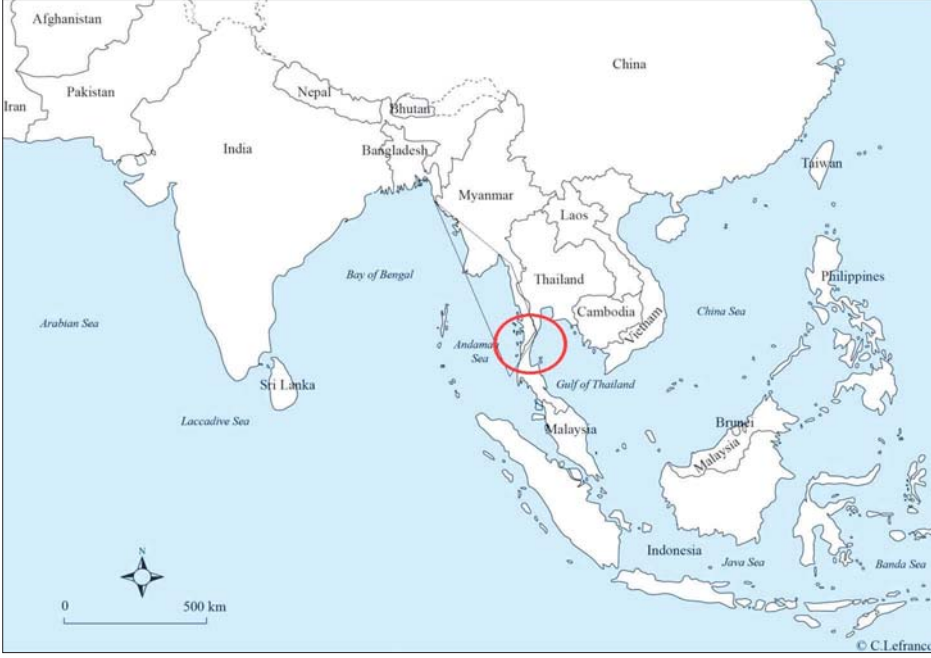 Afghanistan
China
Iran
Pakistan
Nepal
Bhutan
India
Bangladesh
Taiwan
Myanmar
Laos
Bay of Bengal
Thailand
Philippines
Arabian Sea
Cambodia
China Sea
Vietnam
Andaman
Sea
Sri Lanka
Gulf of Thailand
Laccadive Sea
Malaysia
Brunei
Malaysia
Indonesia
Java Sea
Banda Sea
N
0 500 km
© C.Lefranco